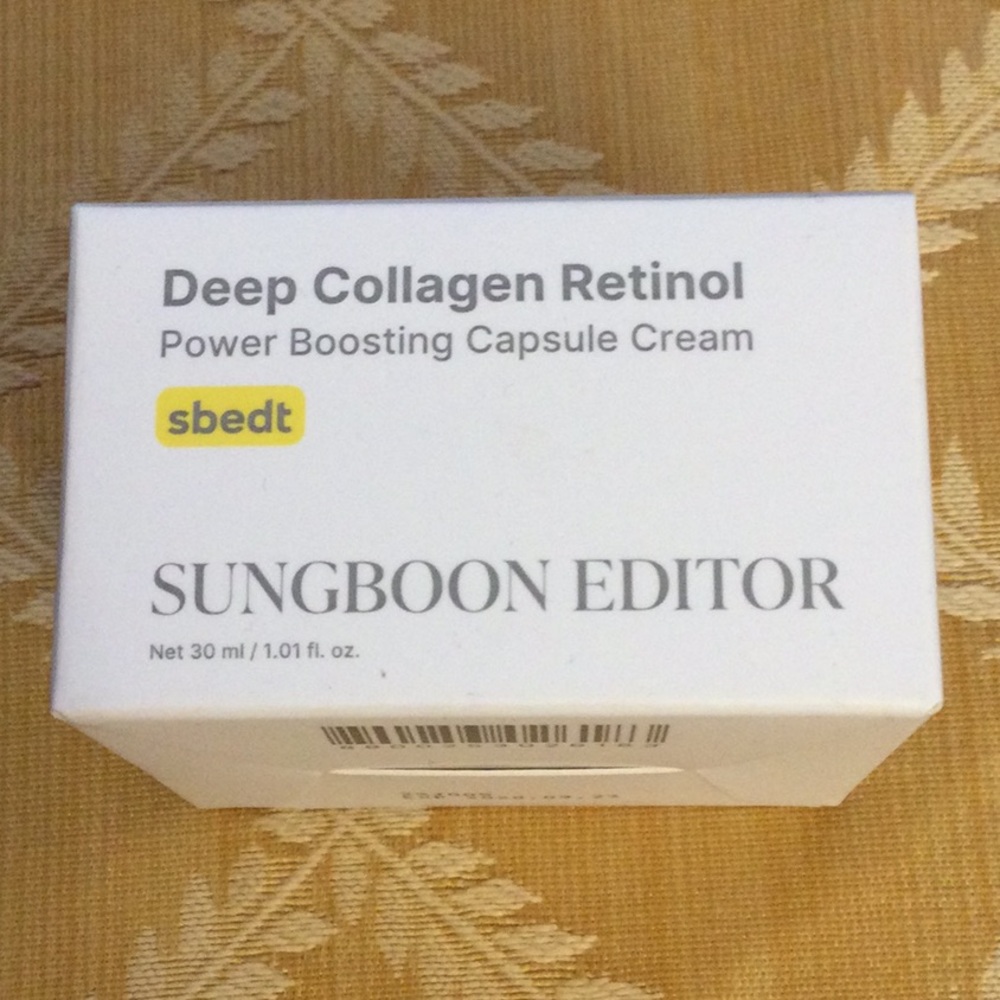 Deep Collagen Retinol
Power Boosting Capsule Cream
sbedt
SUNGBOON EDITOR
Net 30 ml / 1.01 fl. oz.